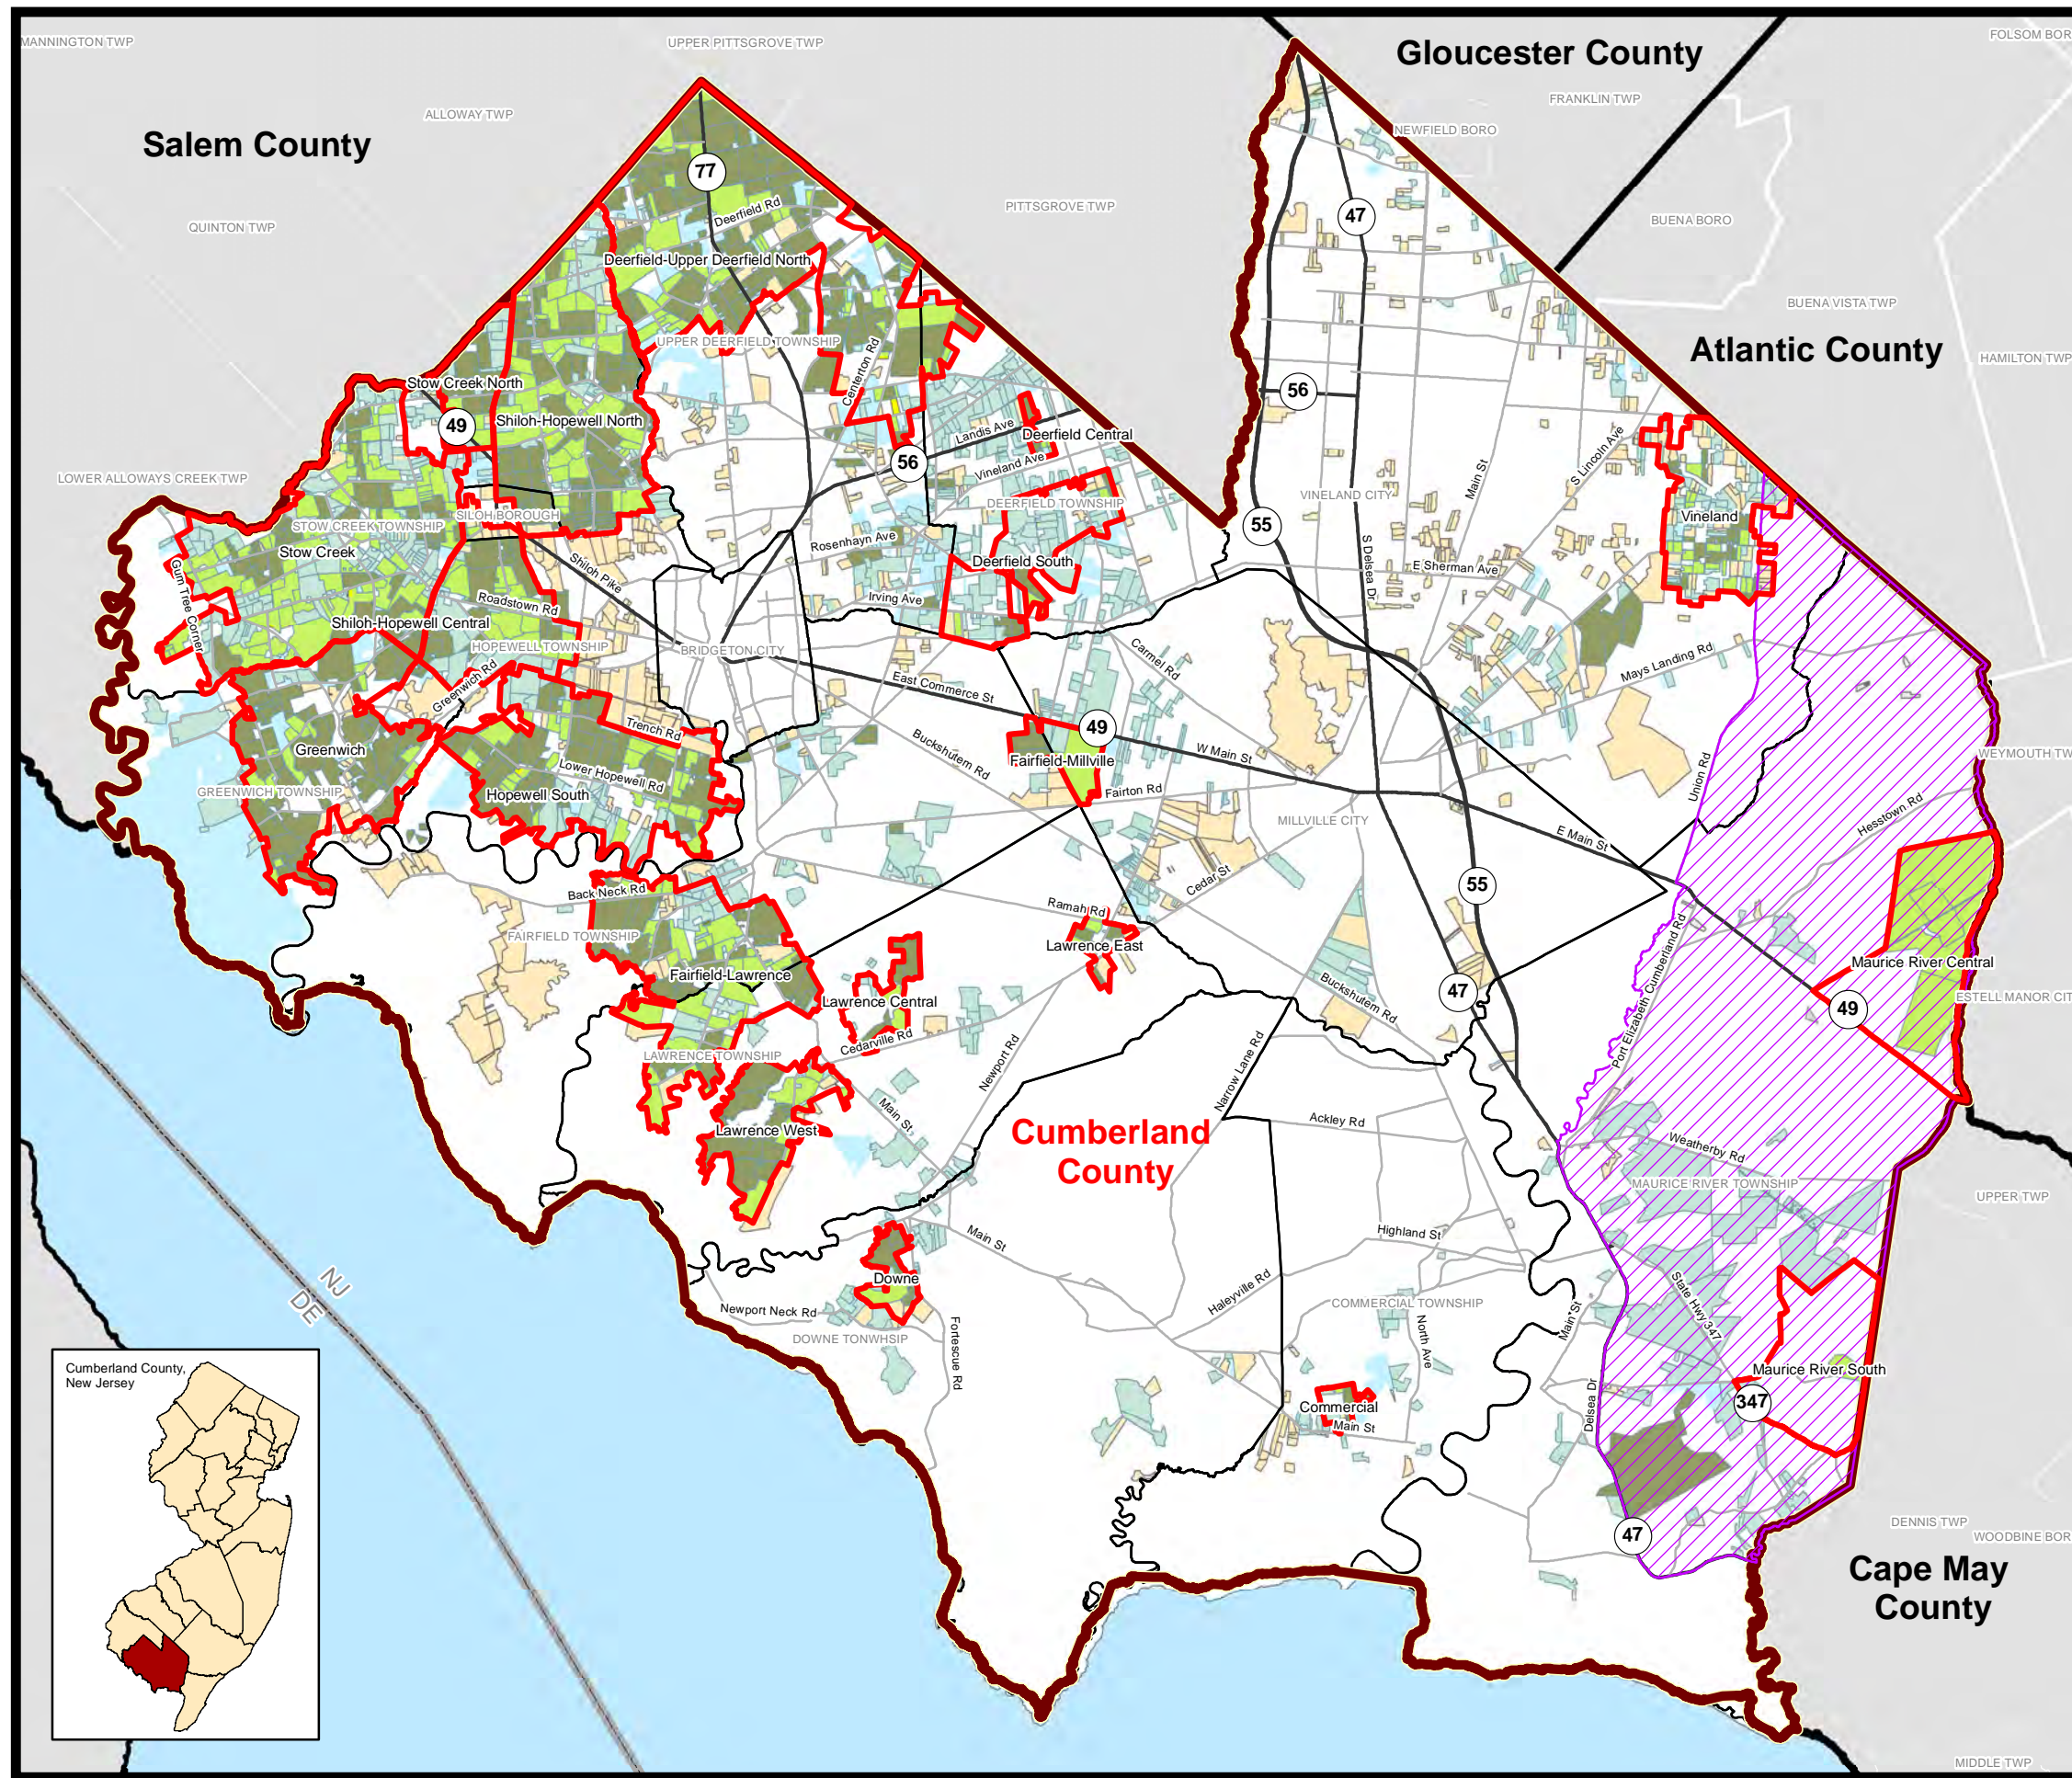 MANNINGTON TWP
UPPER PITTSGROVE TWP
Gloucester County
FOLSOM BOR
ALLOWAY TWP
FRANKLIN TWP
Salem County
NEWFIELD BORO
77
QUINTON TWP
Deerfield Rd
PITTSGROVE TWP
47
BUENA BORO
Deerfield-Upper Deerfield North
BUENA VISTA TWP
UPPER DEERFIELD TOWNSHIP
Atlantic County
HAMILTON TWP
Centerton Rd
Stow Creek North
56
49
Shiloh-Hopewell North
Landis Ave
Deerfield Central
56
Vineland Ave
S Lincoln Ave
Main St
LOWER ALLOWAYS CREEK TWP
DEERFIELD TOWNSHIP
VINELAND CITY
SILOH BOROUGH
Vineland
STOW CREEK TOWNSHIP
55
Stow Creek
Rosenhayn Ave
Deerfield South
S Delsea Dr
E Sherman Ave
Shiloh Pike
Gum Tree Corner
Roadstown Rd
Irving Ave
Shiloh-Hopewell Central
HOPEWELL TOWNSHIP
BRIDGETON CITY
Carmel Rd
Mays Landing Rd
Greenwich Rd
East Commerce St
Trench Rd
49
Greenwich
Buckshutem Rd
W Main St
WEYMOUTH TW
Fairfield-Millville
Lower Hopewell Rd
Union Rd
GREENWICH TOWNSHIP
Hopewell South
Fairton Rd
Hesstown Rd
MILLVILLE CITY
E Main St
Cedar St
55
Back Neck Rd
Ramah Rd
FAIRFIELD TOWNSHIP
Lawrence East
Port Elizabeth Cumberland Rd
Maurice River Central
Fairfield-Lawrence
47
Buckshutem Rd
ESTELL MANOR CIT
Lawrence Central
49
Cedarville Rd
LAWRENCE TOWNSHIP
Newport Rd
Narrow Lane Rd
Main St
Cumberland
County
Ackley Rd
Lawrence West
Weatherby Rd
MAURICE RIVER TOWNSHIP
UPPER TWP
Main St
Highland St
NJ
DE
Downe
Haleyville Rd
State Hwy 347
Newport Neck Rd
COMMERCIAL TOWNSHIP
Main St
DOWNE TONWHSIP
Fortescue Rd
North Ave
Cumberland County,
New Jersey
Maurice River South
Delsea Dr
347
Commercial
Main St
47
DENNIS TWP
WOODBINE BOR
Cape May
County
MIDDLE TWP